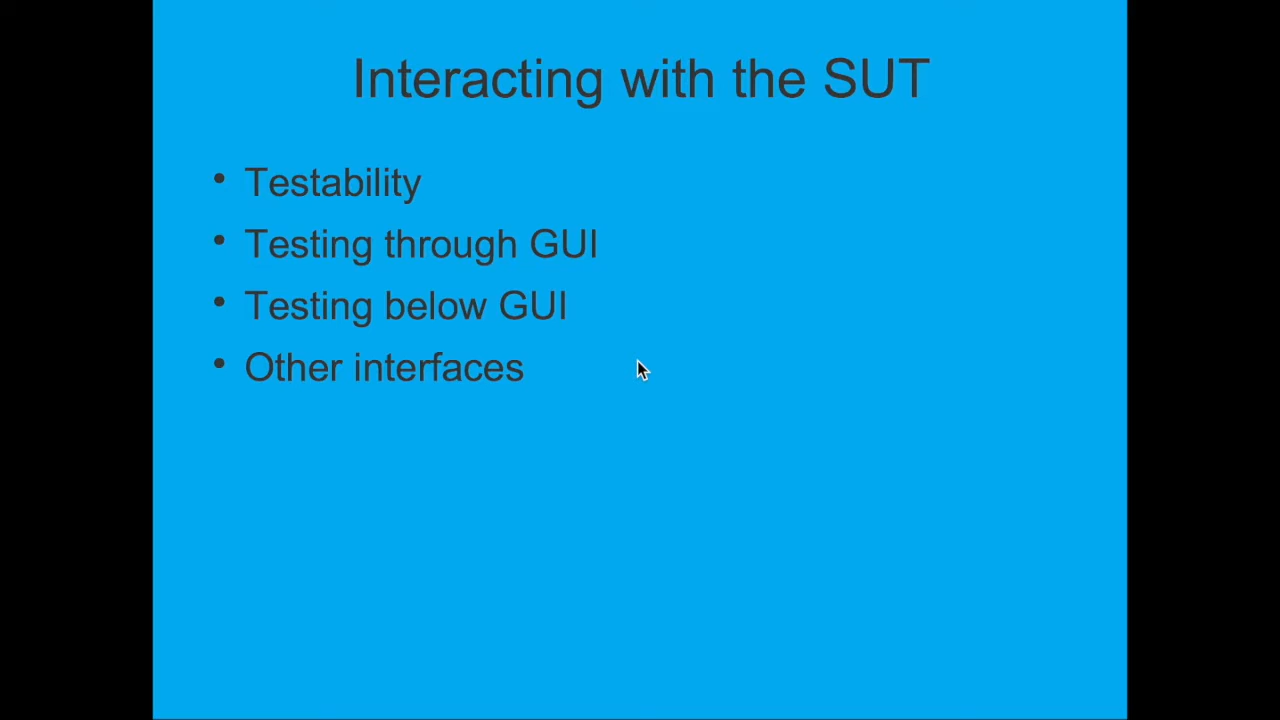 Interacting with the SUT
• Testability
• Testing through GUI
• Testing below GUI
• Other interfaces